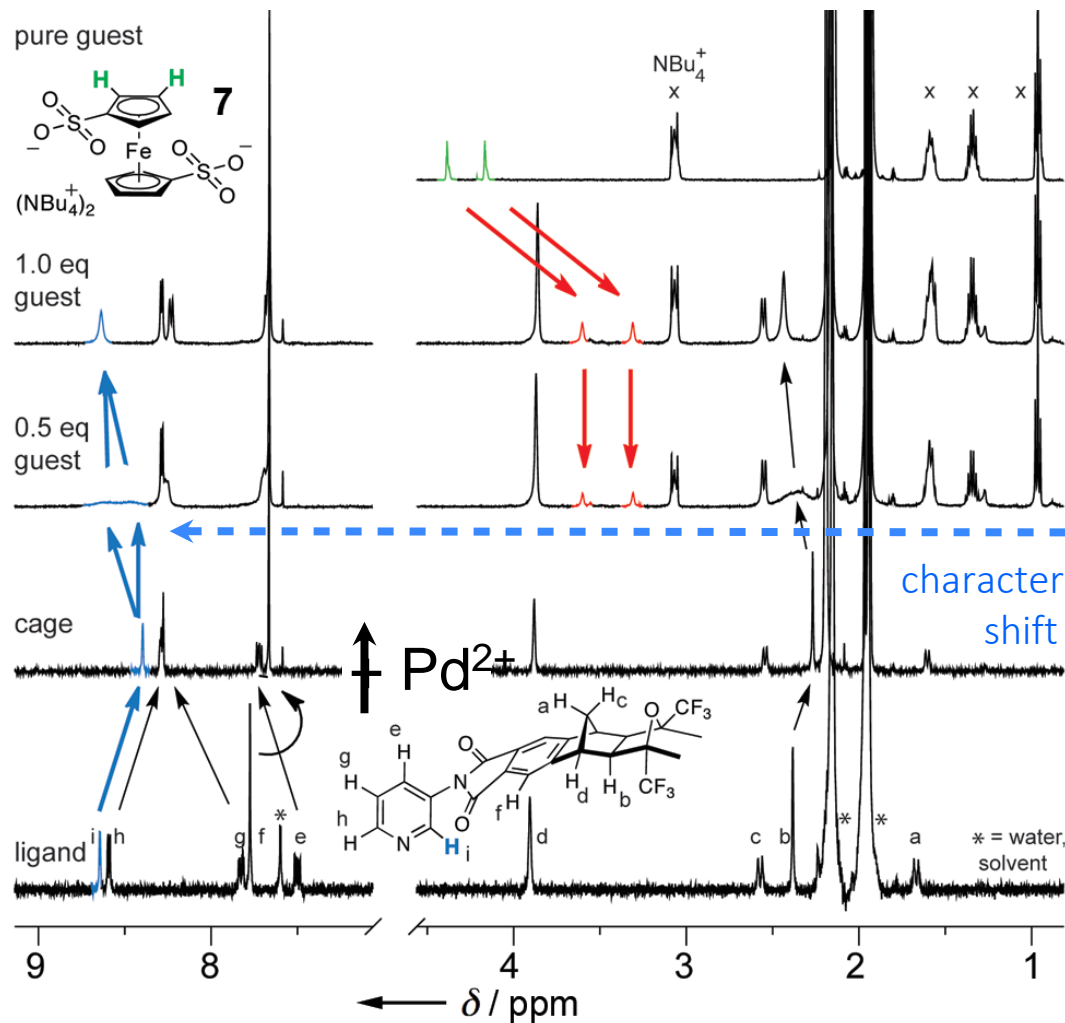 pure guest
H H
7
O O S −O
Fe
O− S O O
(NBu₄⁺)₂
NBu₄⁺
x x x x
1.0 eq
guest
0.5 eq
guest
character
shift
cage
Pd²⁺
a H H c
O CF₃
e H
O
g H
N
h H
N H i
O
f H
H d
H b
CF₃
ligand
i h g f * e d c b * * a
* = water,
solvent
9 8 4 3 2 1
δ / ppm